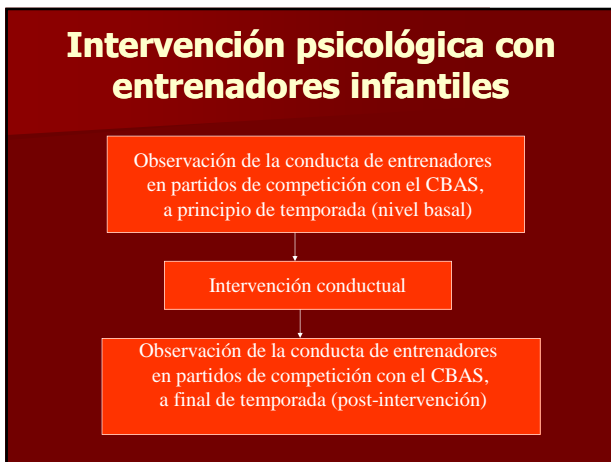 Intervención psicológica con
entrenadores infantiles
Observación de la conducta de entrenadores
en partidos de competición con el CBAS,
a principio de temporada (nivel basal)
Intervención conductual
Observación de la conducta de entrenadores
en partidos de competición con el CBAS,
a final de temporada (post-intervención)